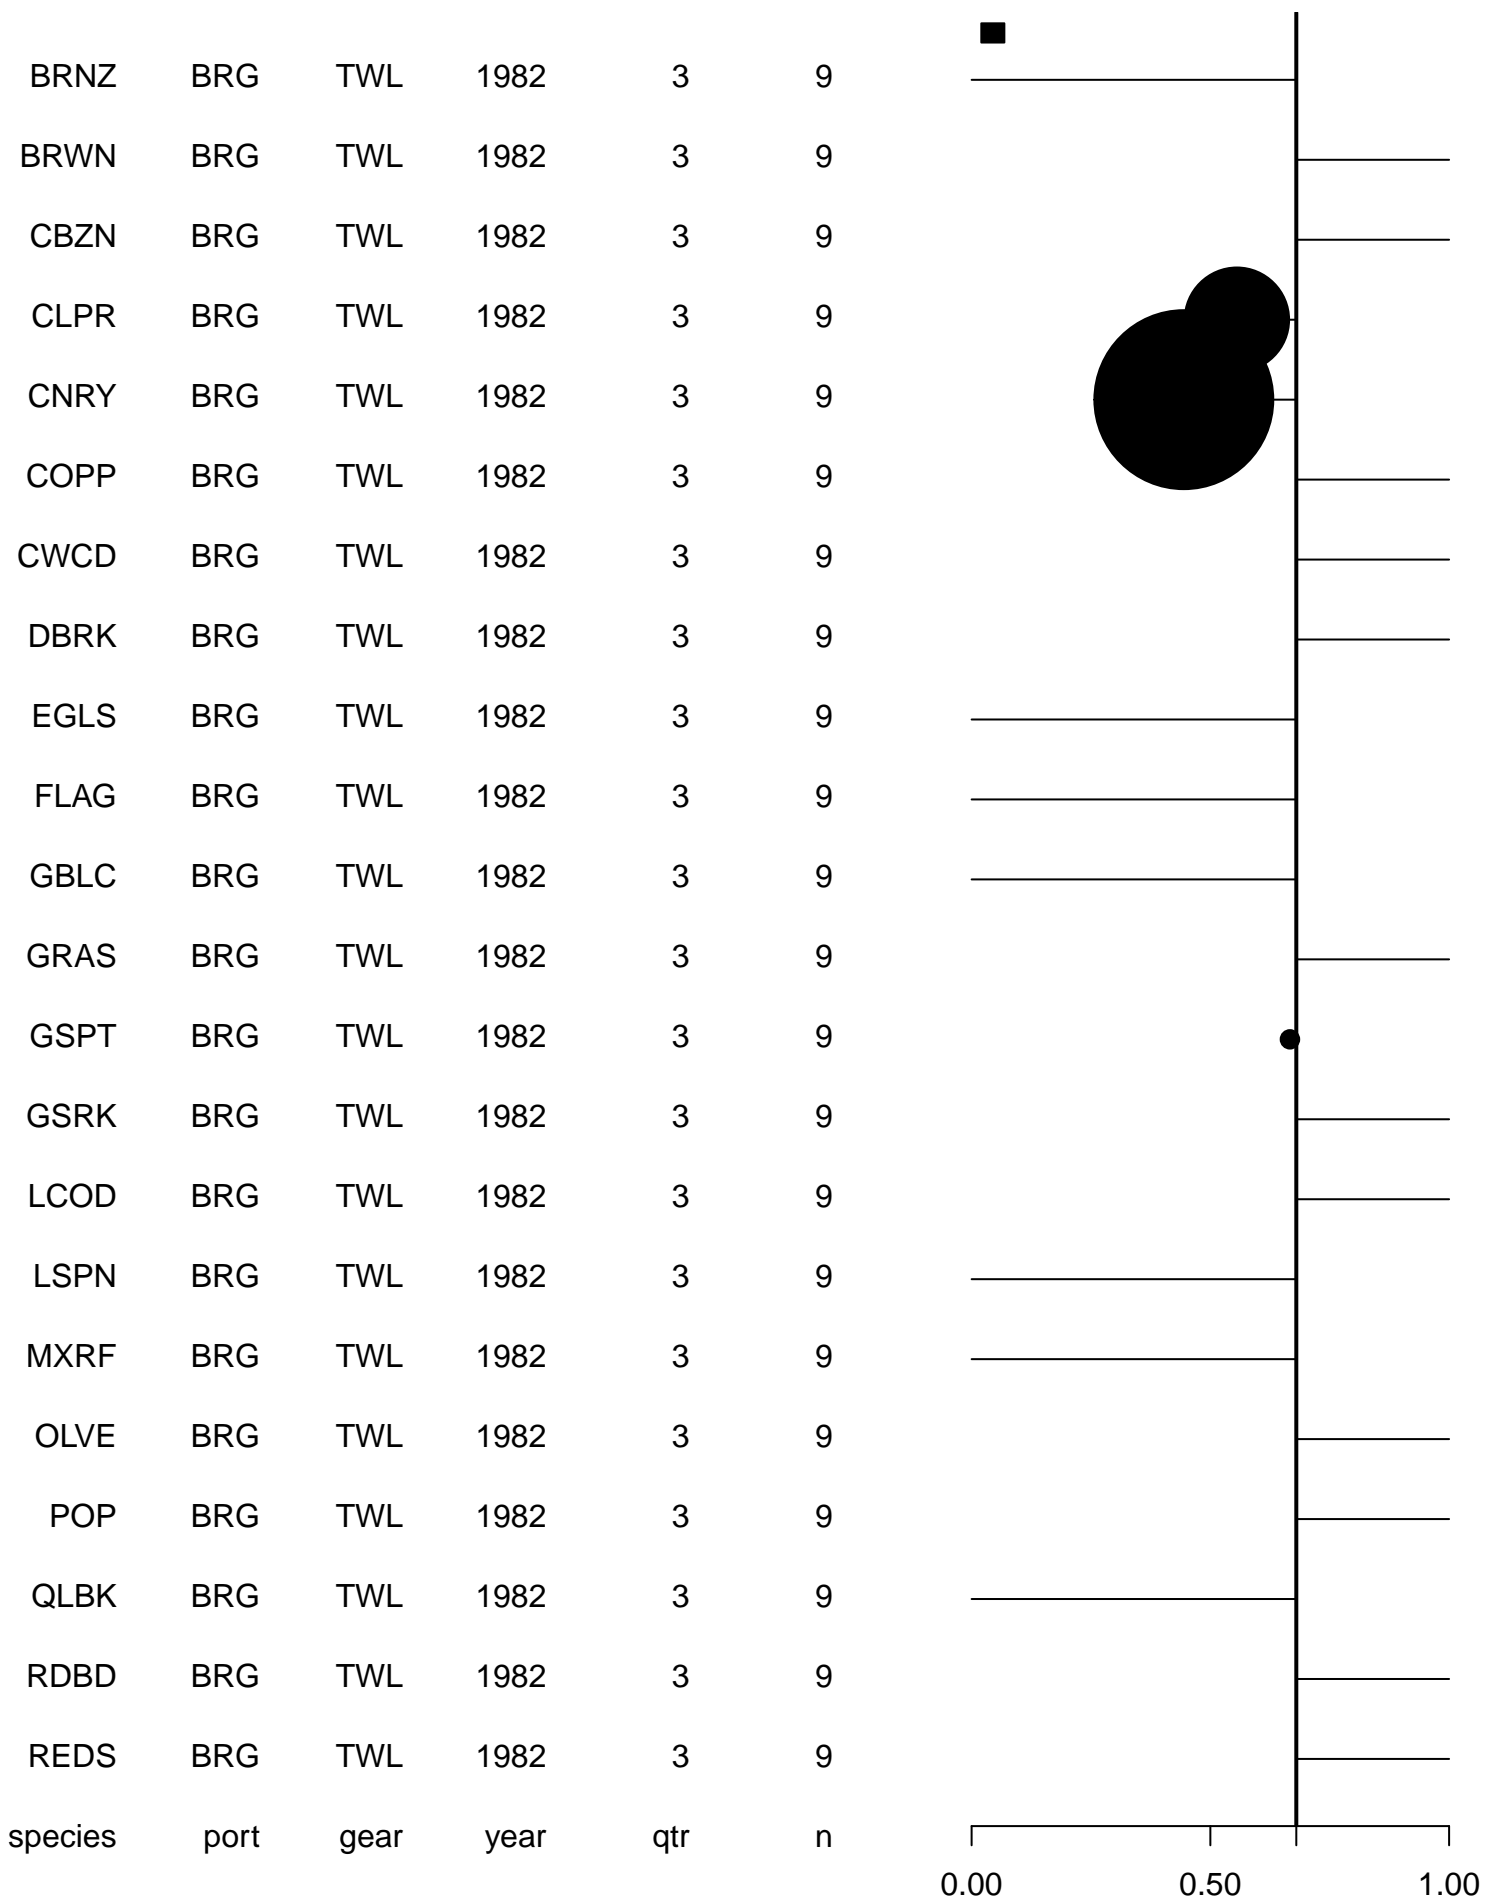 BRNZ BRG TWL 1982 3 9
BRWN BRG TWL 1982 3 9
CBZN BRG TWL 1982 3 9
CLPR BRG TWL 1982 3 9
CNRY BRG TWL 1982 3 9
COPP BRG TWL 1982 3 9
CWCD BRG TWL 1982 3 9
DBRK BRG TWL 1982 3 9
EGLS BRG TWL 1982 3 9
FLAG BRG TWL 1982 3 9
GBLC BRG TWL 1982 3 9
GRAS BRG TWL 1982 3 9
GSPT BRG TWL 1982 3 9
GSRK BRG TWL 1982 3 9
LCOD BRG TWL 1982 3 9
LSPN BRG TWL 1982 3 9
MXRF BRG TWL 1982 3 9
OLVE BRG TWL 1982 3 9
POP BRG TWL 1982 3 9
QLBK BRG TWL 1982 3 9
RDBD BRG TWL 1982 3 9
REDS BRG TWL 1982 3 9
species port gear year qtr n
0.00 0.50 1.00